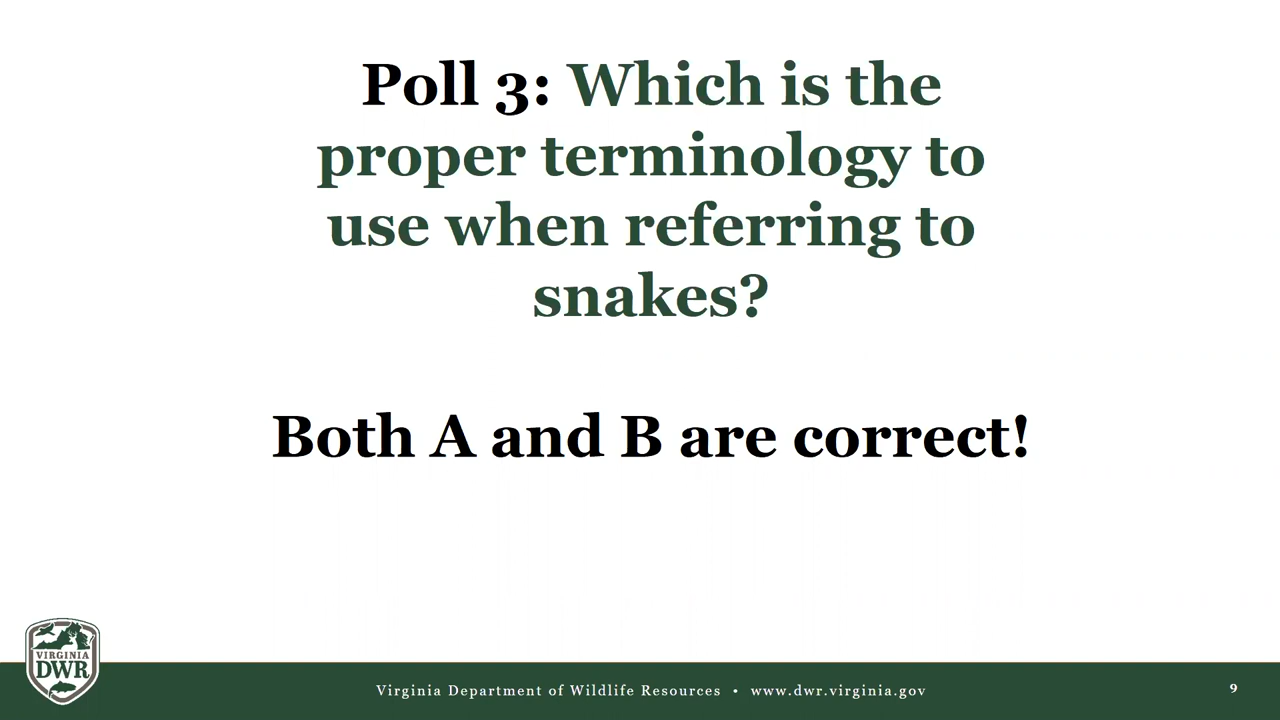 Poll 3: Which is the
proper terminology to
use when referring to
snakes?
Both A and B are correct!
VIRGINIA
DWR
Virginia Department of Wildlife Resources • www.dwr.virginia.gov
9